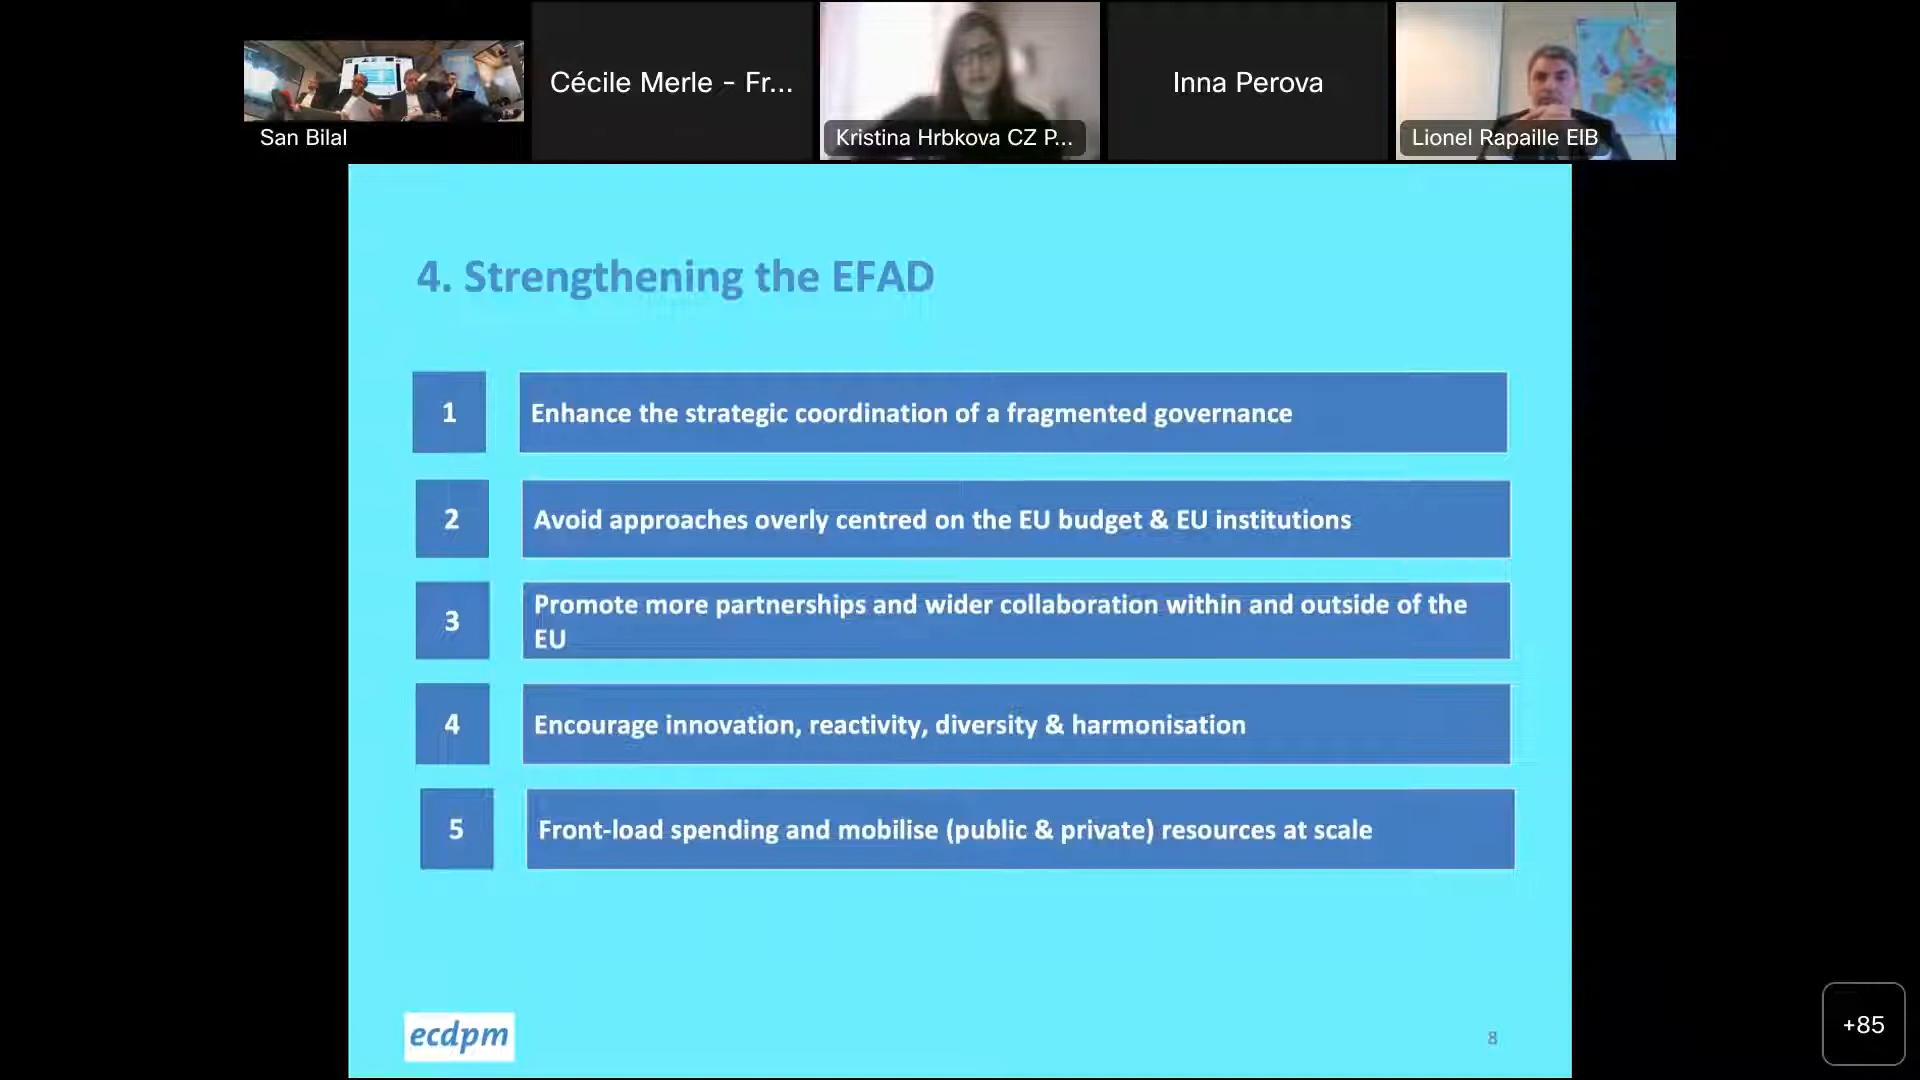 San Bilal
Cécile Merle - Fr...
Kristina Hrbkova CZ P...
Inna Perova
Lionel Rapaille EIB
4. Strengthening the EFAD
1
Enhance the strategic coordination of a fragmented governance
2
Avoid approaches overly centred on the EU budget & EU institutions
3
Promote more partnerships and wider collaboration within and outside of the
EU
4
Encourage innovation, reactivity, diversity & harmonisation
5
Front-load spending and mobilise (public & private) resources at scale
ecdpm
8
+85